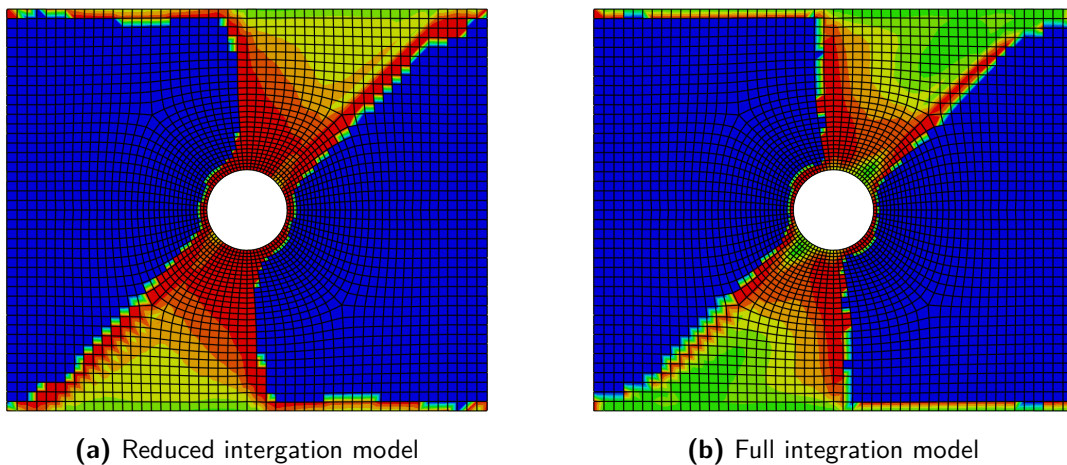 (a) Reduced intergation model
(b) Full integration model